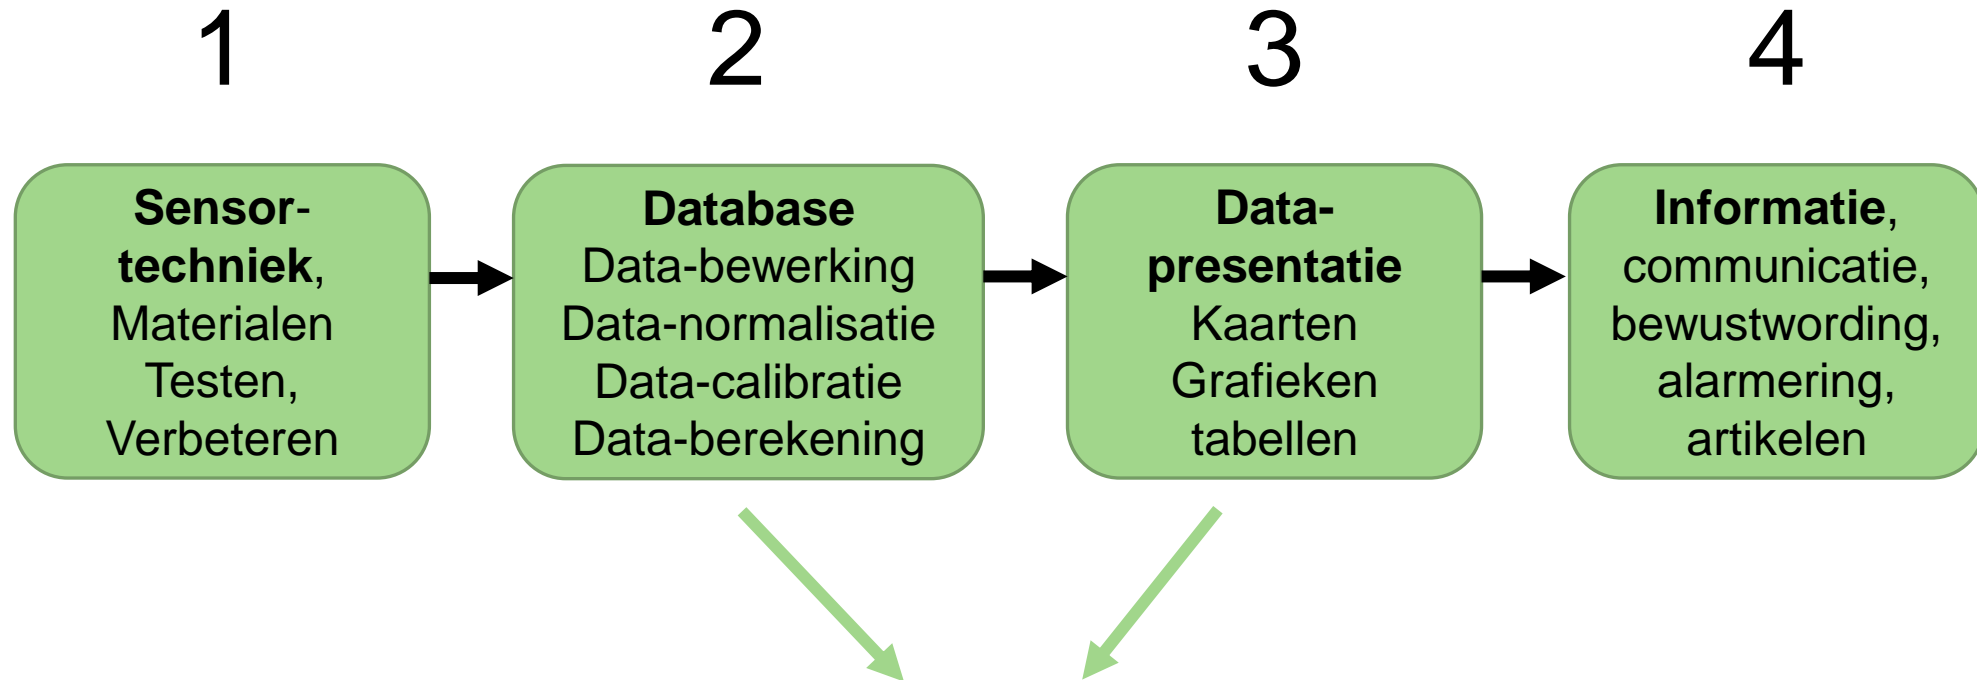 1
2
3
4
Sensor-
techniek,
Materialen
Testen,
Verbeteren
Database
Data-bewerking
Data-normalisatie
Data-calibratie
Data-berekening
Data-
presentatie
Kaarten
Grafieken
tabellen
Informatie,
communicatie,
bewustwording,
alarmering,
artikelen